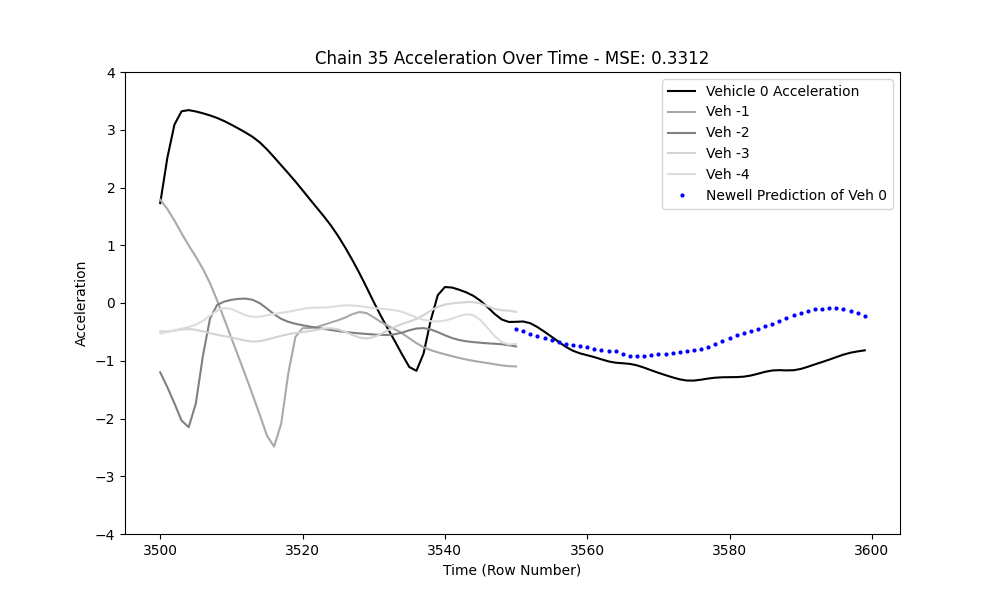 Chain 35 Acceleration Over Time - MSE: 0.3312
Vehicle 0 Acceleration
Veh -1
Veh -2
Veh -3
Veh -4
Newell Prediction of Veh 0
Acceleration
4
3
2
1
0
−1
−2
−3
−4
3500
3520
3540
3560
3580
3600
Time (Row Number)